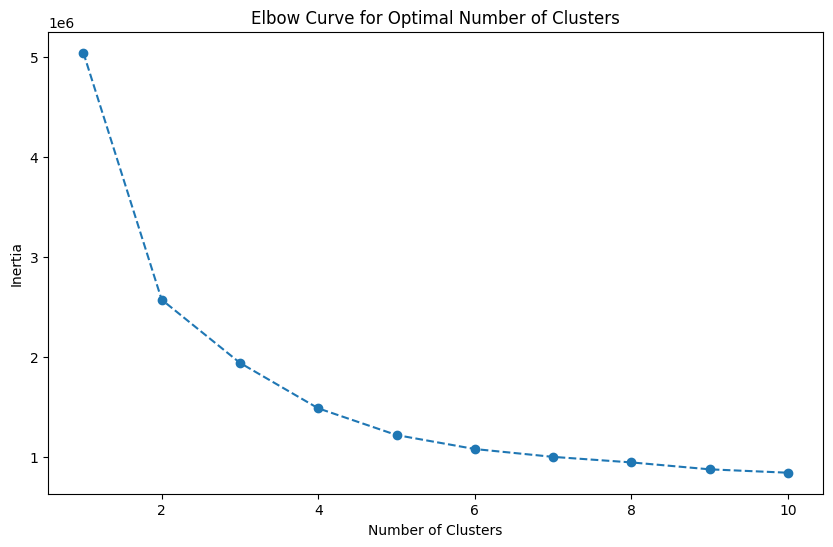 Elbow Curve for Optimal Number of Clusters
1e6
5
4
3
2
1
Inertia
2 4 6 8 10
Number of Clusters